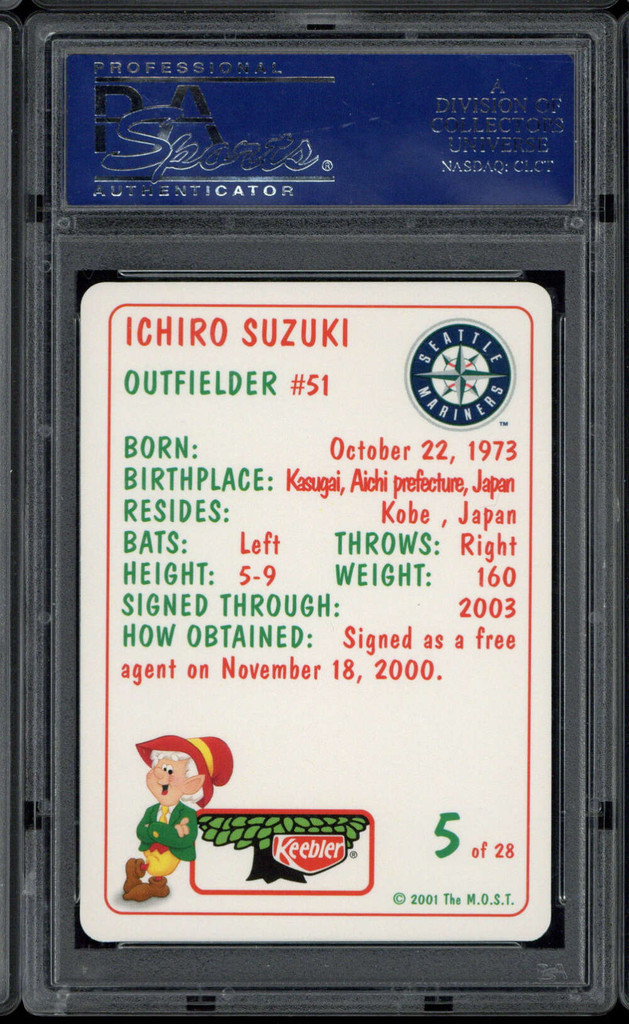 PROFESSIONAL
PSA
Sports®
AUTHENTICATOR
A
DIVISION OF
COLLECTORS
UNIVERSE
NASDAQ: CLCT
ICHIRO SUZUKI
OUTFIELDER #51
SEATTLE
MARINERS
TM
BORN: October 22, 1973
BIRTHPLACE: Kasugai, Aichi prefecture, Japan
RESIDES: Kobe , Japan
BATS: Left THROWS: Right
HEIGHT: 5-9 WEIGHT: 160
SIGNED THROUGH: 2003
HOW OBTAINED: Signed as a free
agent on November 18, 2000.
Keebler®
5 of 28
© 2001 The M.O.S.T.
PSA